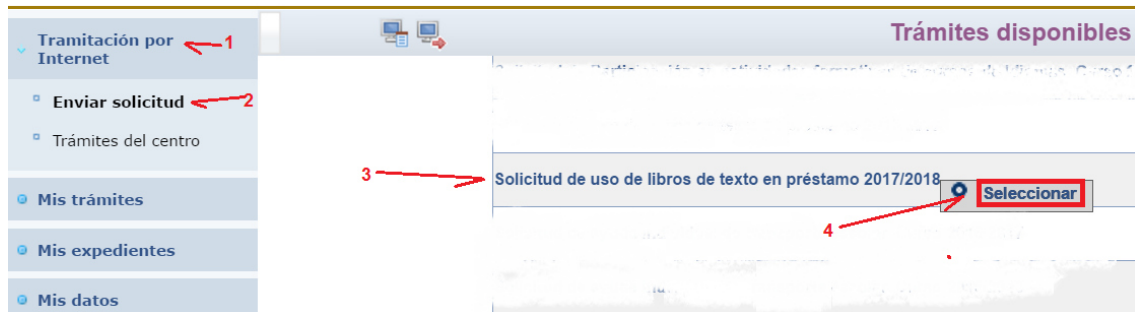 Tramitación por
Internet
1
Enviar solicitud
2
Trámites del centro
Mis trámites
Mis expedientes
Mis datos
Trámites disponibles
3
Solicitud de uso de libros de texto en préstamo 2017/2018
Seleccionar
4